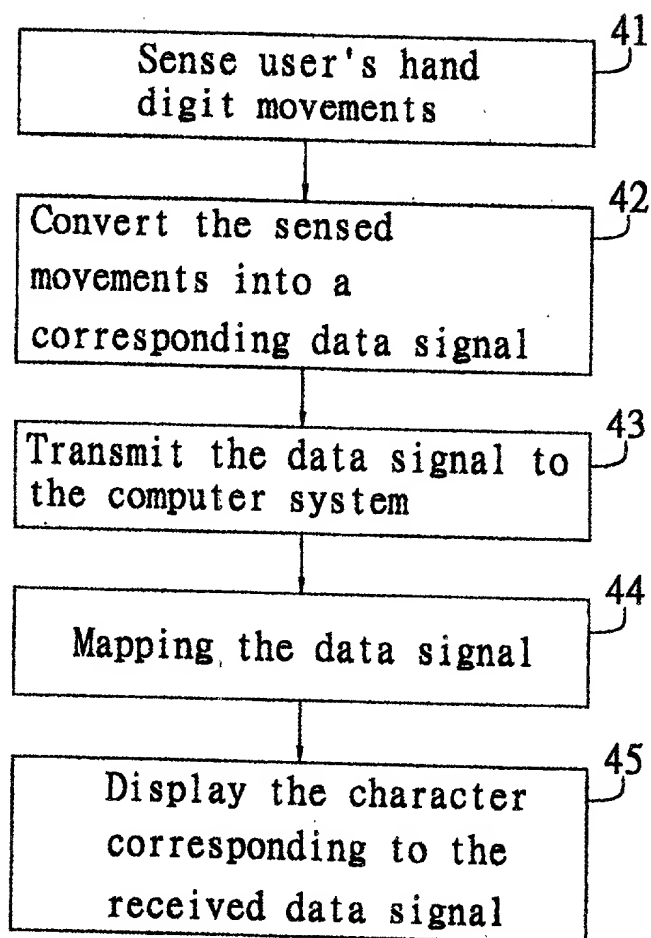 41
Sense user's hand
digit movements
42
Convert the sensed
movements into a
corresponding data signal
43
Transmit the data signal to
the computer system
44
Mapping the data signal
45
Display the character
corresponding to the
received data signal